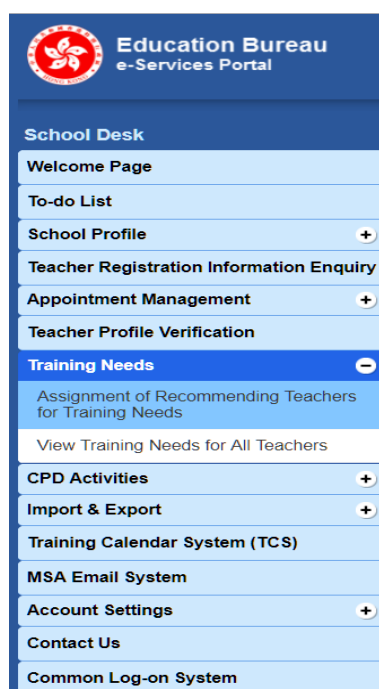 Education Bureau
e-Services Portal
School Desk
Welcome Page
To-do List
School Profile
Teacher Registration Information Enquiry
Appointment Management
Teacher Profile Verification
Training Needs
Assignment of Recommending Teachers
for Training Needs
View Training Needs for All Teachers
CPD Activities
Import & Export
Training Calendar System (TCS)
MSA Email System
Account Settings
Contact Us
Common Log-on System